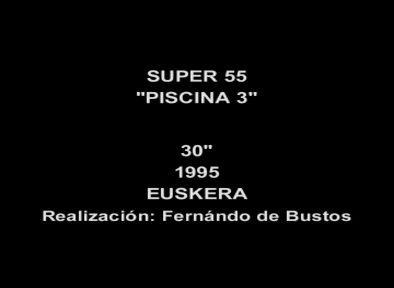 SUPER 55
"PISCINA 3"
30"
1995
EUSKERA
Realización: Fernándo de Bustos